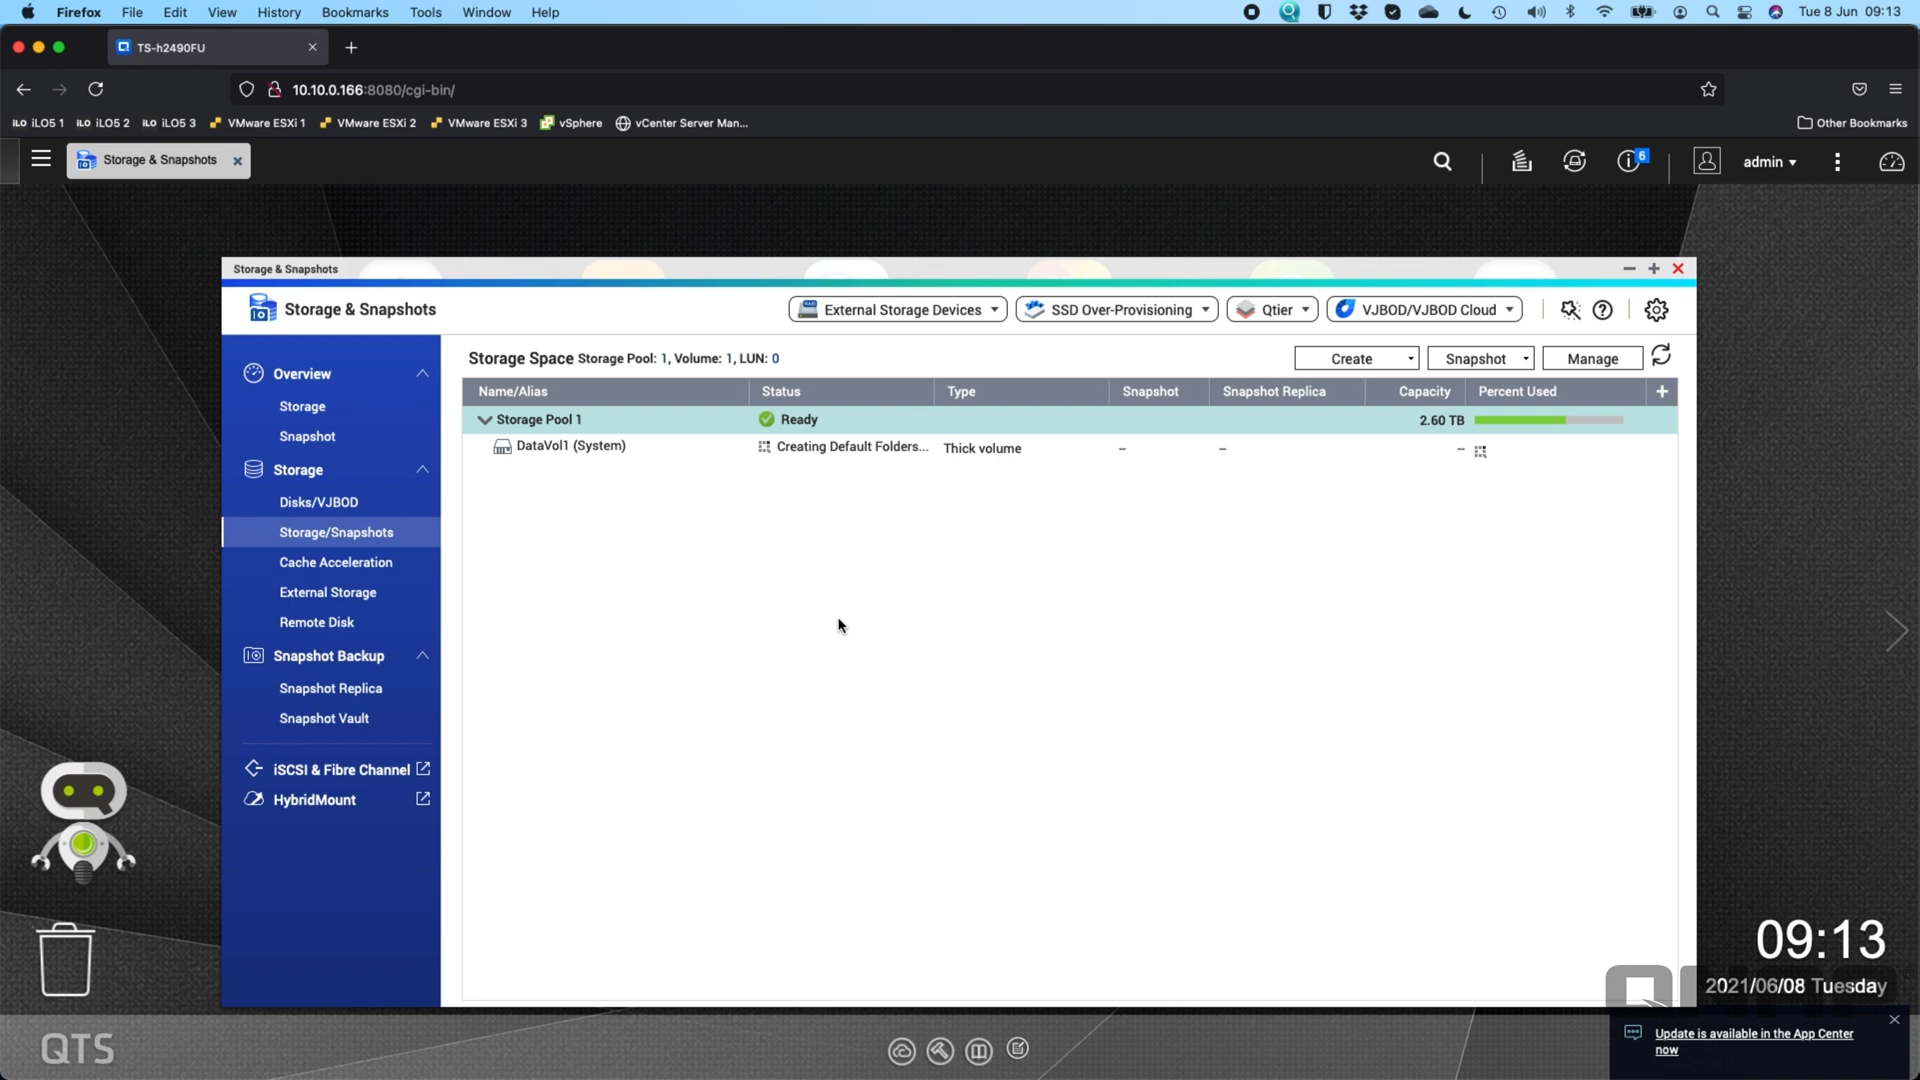 Firefox File Edit View History Bookmarks Tools Window Help Tue 8 Jun 09:13
TS-h2490FU
10.10.0.166:8080/cgi-bin/
iLO iLO5 1 iLO iLO5 2 iLO iLO5 3 VMware ESXi 1 VMware ESXi 2 VMware ESXi 3 vSphere vCenter Server Man... Other Bookmarks
Storage & Snapshots 6 admin
Storage & Snapshots
Storage & Snapshots External Storage Devices SSD Over-Provisioning Qtier VJBOD/VJBOD Cloud
Overview
Storage
Snapshot
Storage
Disks/VJBOD
Storage/Snapshots
Cache Acceleration
External Storage
Remote Disk
Snapshot Backup
Snapshot Replica
Snapshot Vault
iSCSI & Fibre Channel
HybridMount
Storage Space Storage Pool: 1, Volume: 1, LUN: 0 Create Snapshot Manage
Name/Alias Status Type Snapshot Snapshot Replica Capacity Percent Used
Storage Pool 1 Ready 2.60 TB
DataVol1 (System) Creating Default Folders... Thick volume -- -- --
09:13
2021/06/08 Tuesday
Update is available in the App Center
now
QTS